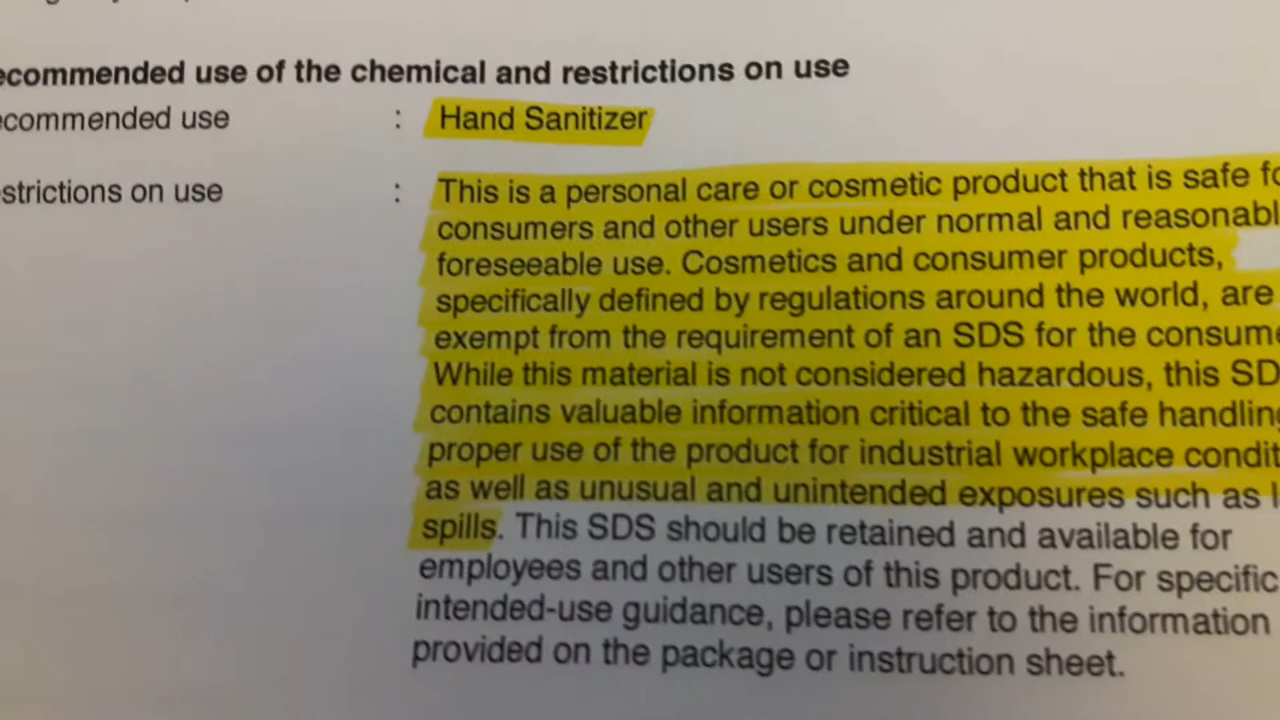 ecommended use of the chemical and restrictions on use
ecommended use : Hand Sanitizer
estrictions on use : This is a personal care or cosmetic product that is safe fo
consumers and other users under normal and reasonabl
foreseeable use. Cosmetics and consumer products,
specifically defined by regulations around the world, are
exempt from the requirement of an SDS for the consume
While this material is not considered hazardous, this SD
contains valuable information critical to the safe handling
proper use of the product for industrial workplace condit
as well as unusual and unintended exposures such as l
spills. This SDS should be retained and available for
employees and other users of this product. For specific
intended-use guidance, please refer to the information
provided on the package or instruction sheet.